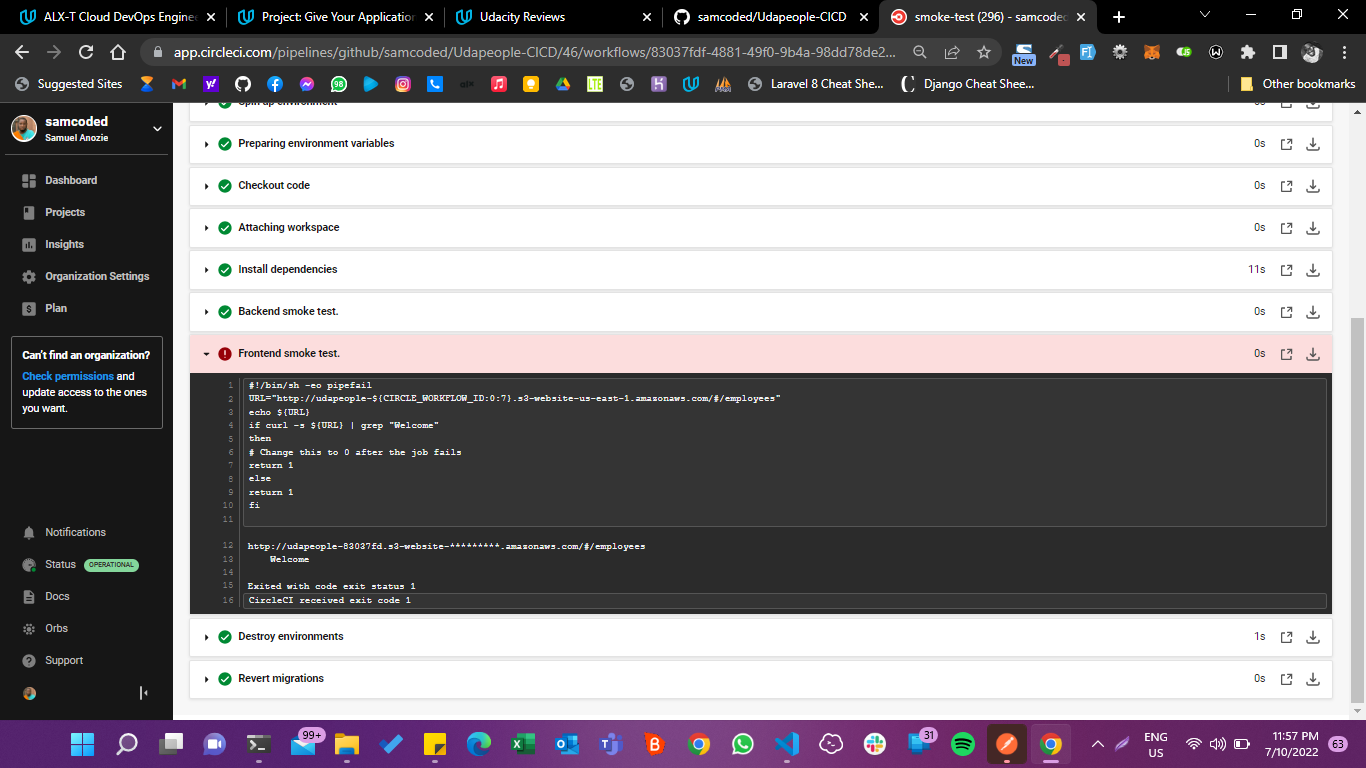 ALX-T Cloud DevOps Engine
Project: Give Your Application
Udacity Reviews
samcoded/Udapeople-CICD
smoke-test (296) - samcoded
app.circleci.com/pipelines/github/samcoded/Udapeople-CICD/46/workflows/83037fdf-4881-49f0-9b4a-98dd78de2...
New
Suggested Sites
98
olx
LTE
Laravel 8 Cheat She...
Django Cheat Shee...
Other bookmarks
samcoded
Samuel Anozie
Dashboard
Projects
Insights
Organization Settings
Plan
Can't find an organization?
Check permissions and
update access to the ones
you want.
Notifications
Status OPERATIONAL
Docs
Orbs
Support
Spin up environment 0s
Preparing environment variables 0s
Checkout code 0s
Attaching workspace 0s
Install dependencies 11s
Backend smoke test. 0s
Frontend smoke test. 0s
1 #!/bin/sh -eo pipefail
2 URL="http://udapeople-${CIRCLE_WORKFLOW_ID:0:7}.s3-website-us-east-1.amazonaws.com/#/employees"
3 echo ${URL}
4 if curl -s ${URL} | grep "Welcome"
5 then
6 # Change this to 0 after the job fails
7 return 1
8 else
9 return 1
10 fi
11
12 http://udapeople-83037fd.s3-website-*********.amazonaws.com/#/employees
13 Welcome
14
15 Exited with code exit status 1
16 CircleCI received exit code 1
Destroy environments 1s
Revert migrations 0s
99+
31
ENG
US
11:57 PM
7/10/2022
63